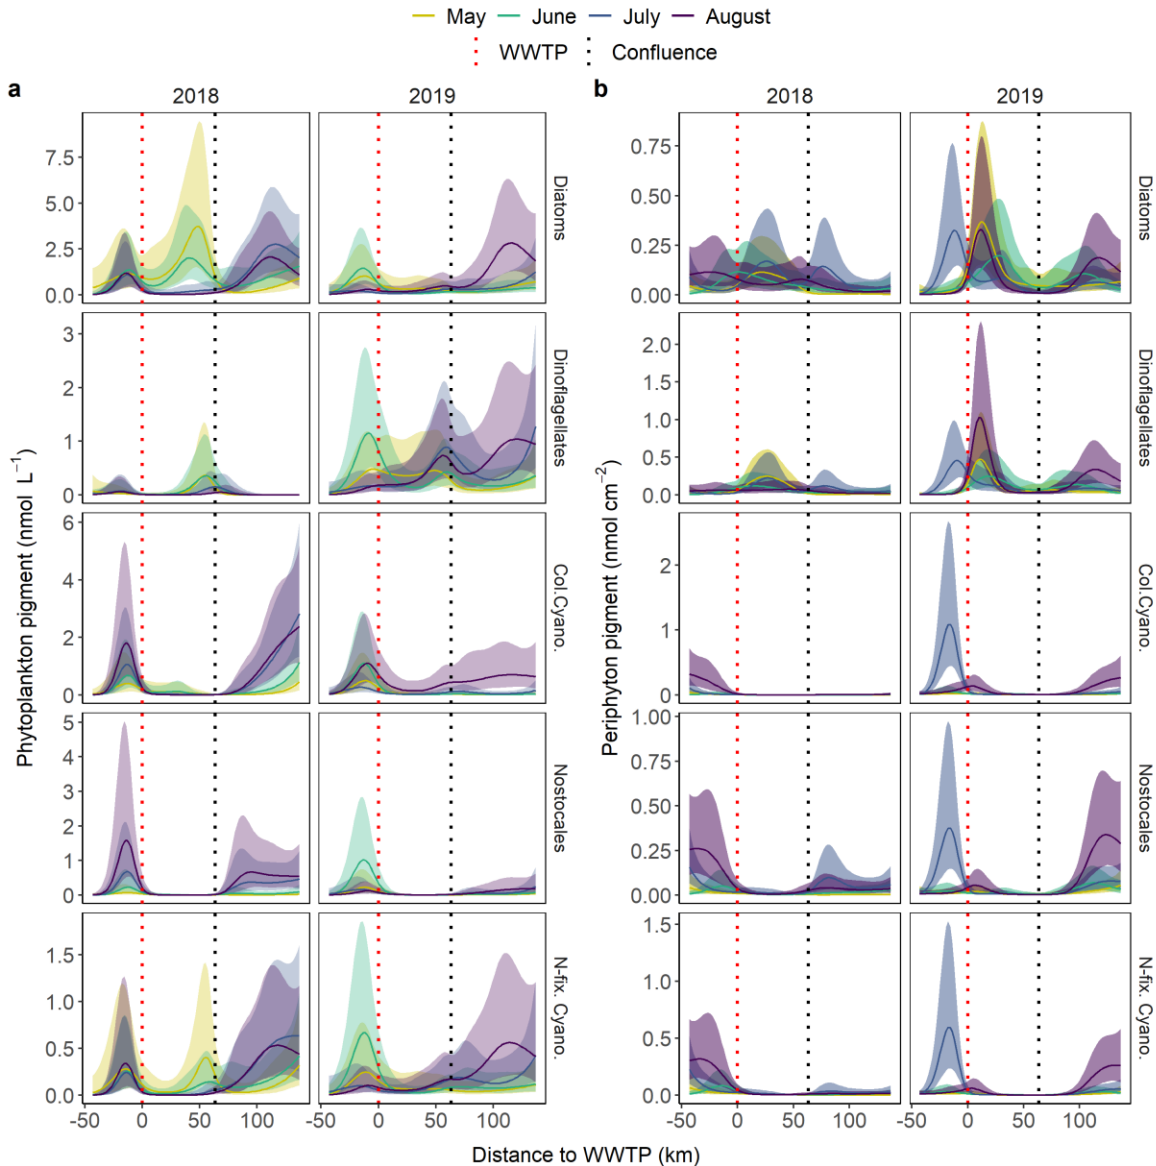 May June July August
WWTP Confluence
a 2018 2019 b 2018 2019
Phytoplankton pigment (nmol L⁻¹)
7.5
5.0
2.5
0.0
Diatoms
3
2
1
0
Dinoflagellates
6
4
2
0
Col.Cyano.
5
4
3
2
1
0
Nostocales
1.5
1.0
0.5
0.0
N-fix. Cyano.
-50 0 50 100 -50 0 50 100
Periphyton pigment (nmol cm⁻²)
0.75
0.50
0.25
0.00
Diatoms
2.0
1.5
1.0
0.5
0.0
Dinoflagellates
2
1
0
Col.Cyano.
1.00
0.75
0.50
0.25
0.00
Nostocales
1.5
1.0
0.5
0.0
N-fix. Cyano.
-50 0 50 100 -50 0 50 100
Distance to WWTP (km)